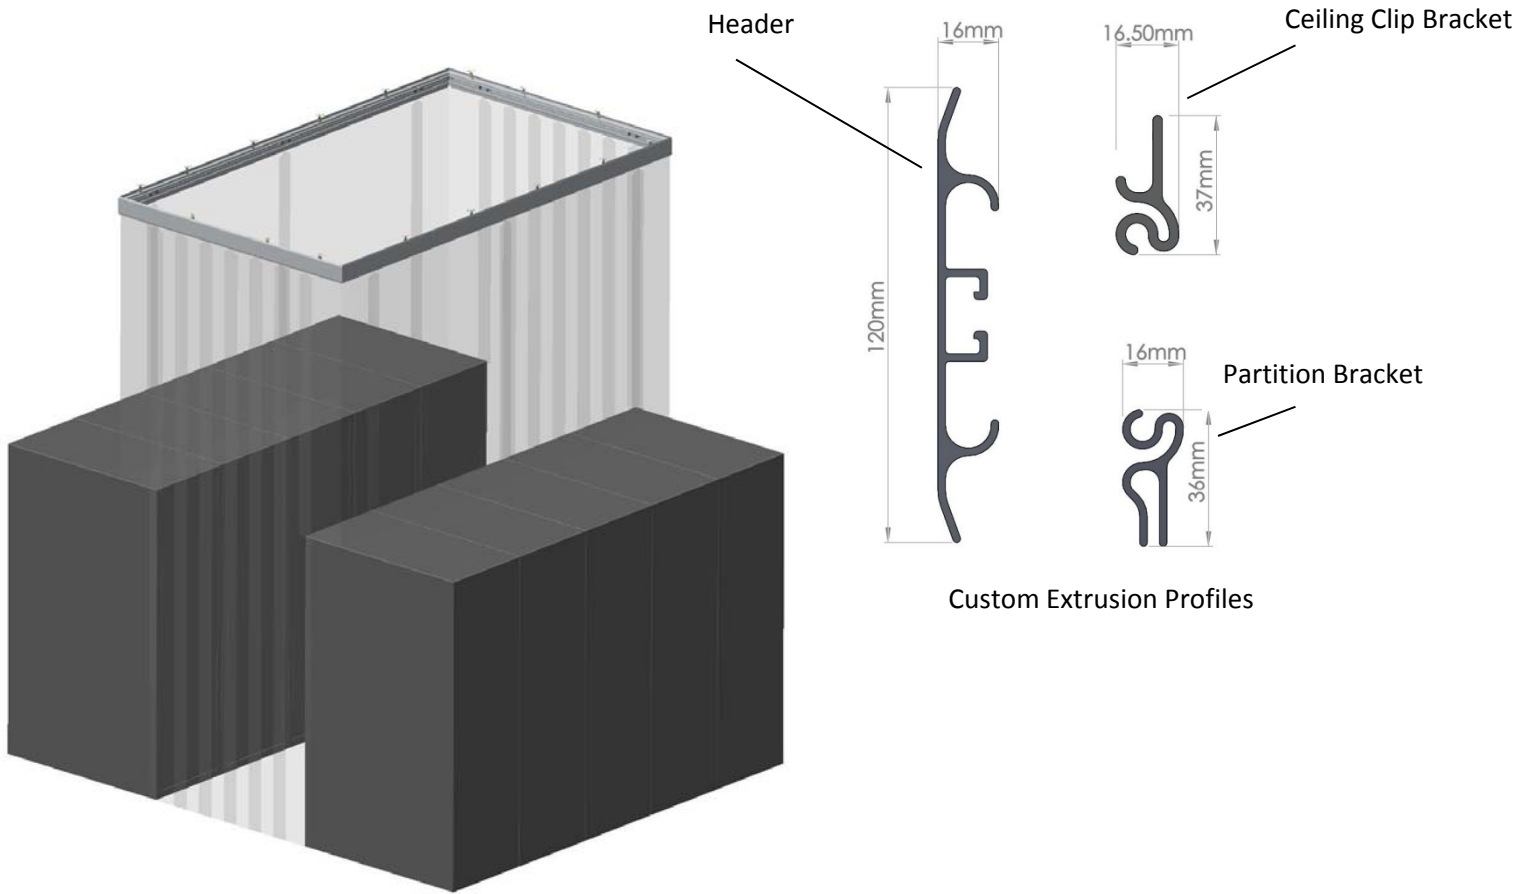 Header
16mm
120mm
Ceiling Clip Bracket
16.50mm
37mm
16mm
Partition Bracket
36mm
Custom Extrusion Profiles